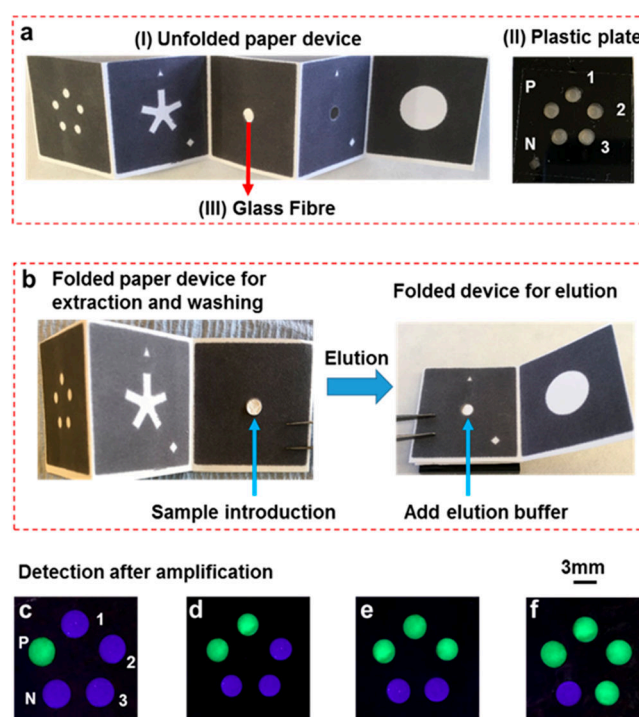 a
(I) Unfolded paper device
(II) Plastic plate
P
1
2
N
3
(III) Glass Fibre
b
Folded paper device for
extraction and washing
Folded device for elution
Elution
Sample introduction
Add elution buffer
Detection after amplification
3mm
c
1
P
2
N
3
d
e
f